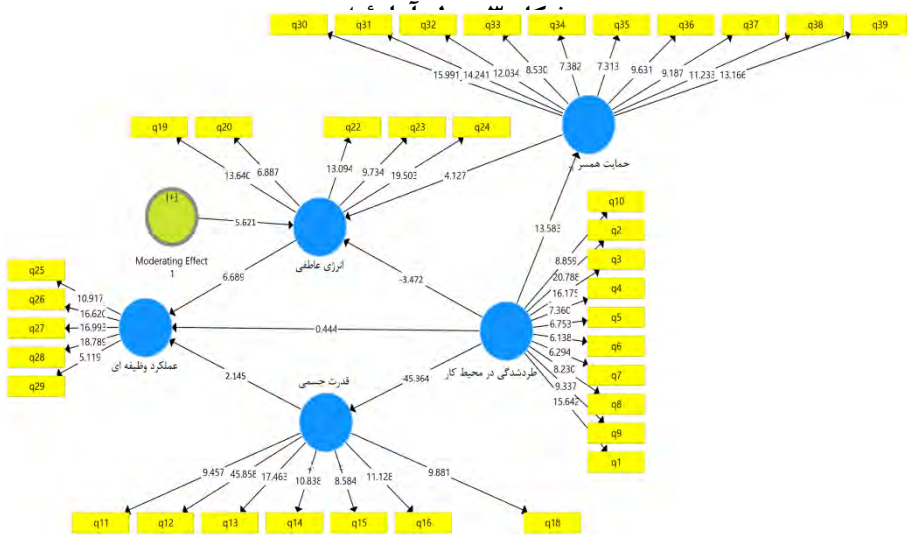 q30 q31 q32 q33 q34 q35 q36 q37 q38 q39
15.991 14.241 12.034 8.530 7.382 7.313 9.631 9.187 11.233 13.166
حمایت همسر
q19 q20 q22 q23 q24
13.640 6.887 13.094 9.734 19.503 4.127
[+]
5.621
Moderating Effect
1
انرژی عاطفی
13.583
q10
q2
q3
q4
q5
q6
q7
q8
q9
q1
8.859
20.788
16.175
7.360
6.753
6.138
6.294
8.230
9.337
15.642
-3.472
6.689
q25
q26
q27
q28
q29
10.917
16.620
16.993
18.789
5.119
0.444
عملکرد وظیفه ای
طردشدگی در محیط کار
2.145
قدرت جسمی
-45.364
9.457 45.858 17.463 10.838 8.584 11.128 9.881
q11 q12 q13 q14 q15 q16 q18